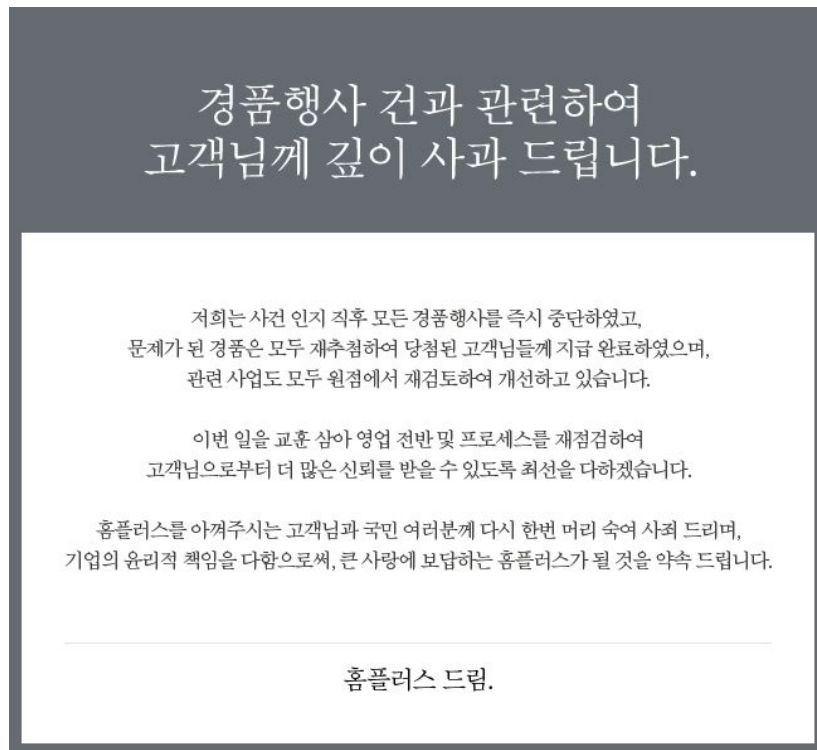 경품행사 건과 관련하여
고객님께 깊이 사과 드립니다.
저희는 사건 인지 직후 모든 경품행사를 즉시 중단하였고,
문제가 된 경품은 모두 재추첨하여 당첨된 고객님들께 지급 완료하였으며,
관련 사업도 모두 원점에서 재검토하여 개선하고 있습니다.
이번 일을 교훈 삼아 영업 전반 및 프로세스를 재점검하여
고객님으로부터 더 많은 신뢰를 받을 수 있도록 최선을 다하겠습니다.
홈플러스를 아껴주시는 고객님과 국민 여러분께 다시 한번 머리 숙여 사죄 드리며,
기업의 윤리적 책임을 다함으로써, 큰 사랑에 보답하는 홈플러스가 될 것을 약속 드립니다.
홈플러스 드림.